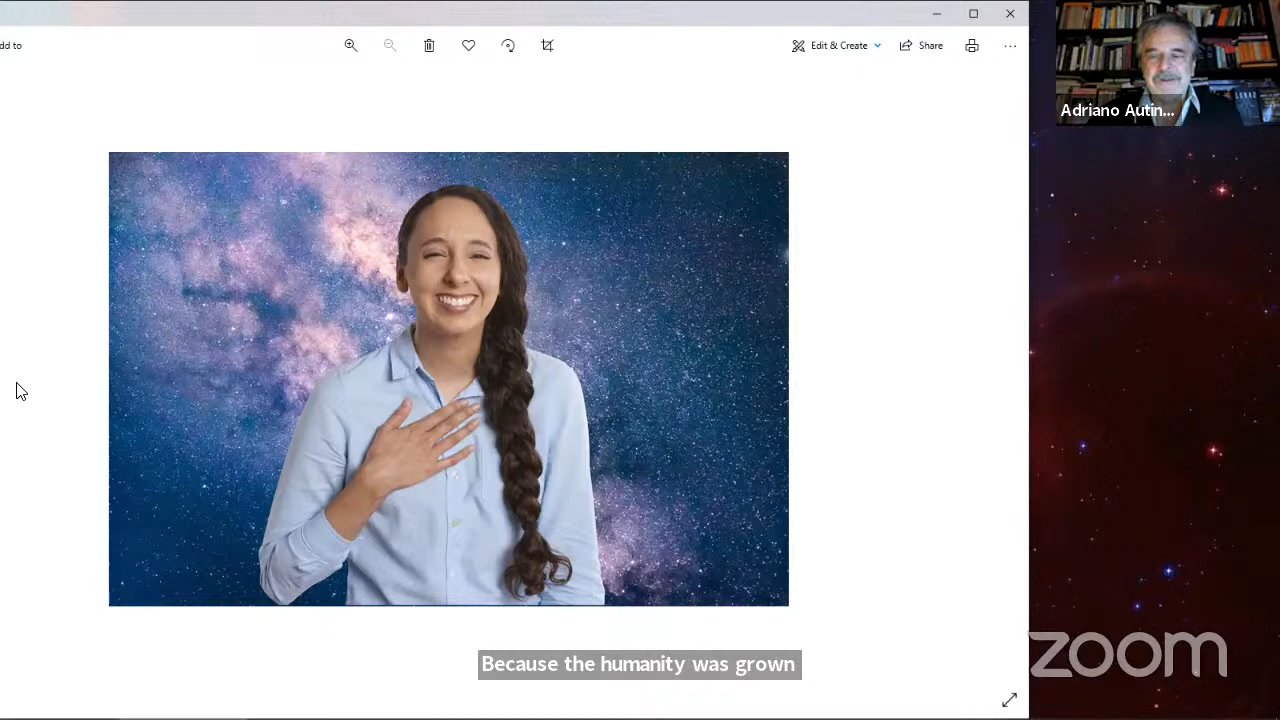 dd to
Edit & Create
Share
Adriano Autin...
Because the humanity was grown
zoom